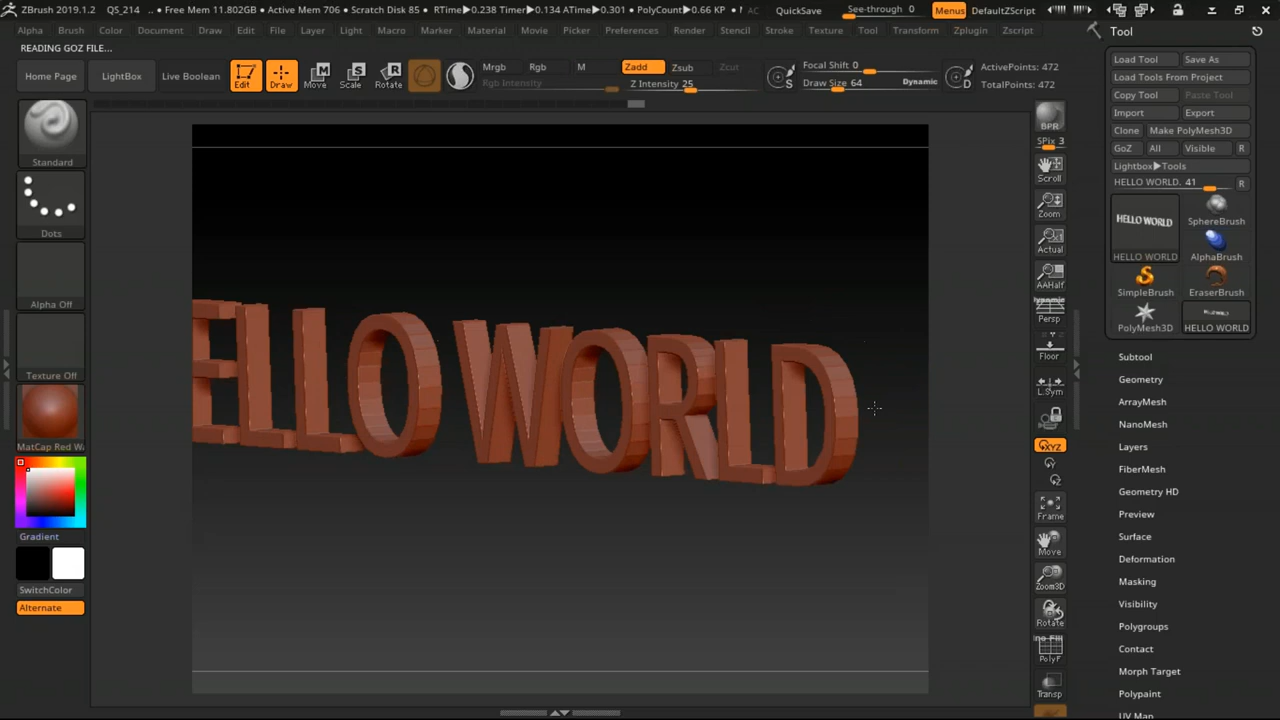 ZBrush 2019.1.2 QS_214 .. • Free Mem 11.802GB • Active Mem 706 • Scratch Disk 85 • RTime▶0.238 Timer▶0.134 ATime▶0.301 • PolyCount▶0.66 KP • AC QuickSave See-through 0 Menus DefaultZScript
Alpha Brush Color Document Draw Edit File Layer Light Macro Marker Material Movie Picker Preferences Render Stencil Stroke Texture Tool Transform Zplugin Zscript
READING GOZ FILE...
Home Page LightBox Live Boolean Edit Draw Move Scale Rotate
Mrgb Rgb M Zadd Zsub Zcut
Rgb Intensity Z Intensity 25
S Focal Shift 0
Draw Size 64 Dynamic
D ActivePoints: 472
TotalPoints: 472
Standard
Dots
Alpha Off
Texture Off
MatCap Red W
Gradient
SwitchColor
Alternate
HELLO WORLD
ELLO WORLD
BPR
SPix 3
Scroll
Zoom
Actual
AAHalf
Dynamic
Persp
Floor
L.Sym
XYZ
Frame
Move
Zoom3D
Rotate
PolyF
Transp
Tool
Load Tool Save As
Load Tools From Project
Copy Tool Paste Tool
Import Export
Clone Make PolyMesh3D
GoZ All Visible R
Lightbox▶Tools
HELLO WORLD. 41 R
HELLO WORLD
SphereBrush
AlphaBrush
SimpleBrush
EraserBrush
PolyMesh3D
HELLO WORLD
Subtool
Geometry
ArrayMesh
NanoMesh
Layers
FiberMesh
Geometry HD
Preview
Surface
Deformation
Masking
Visibility
Polygroups
Contact
Morph Target
Polypaint
UV Map